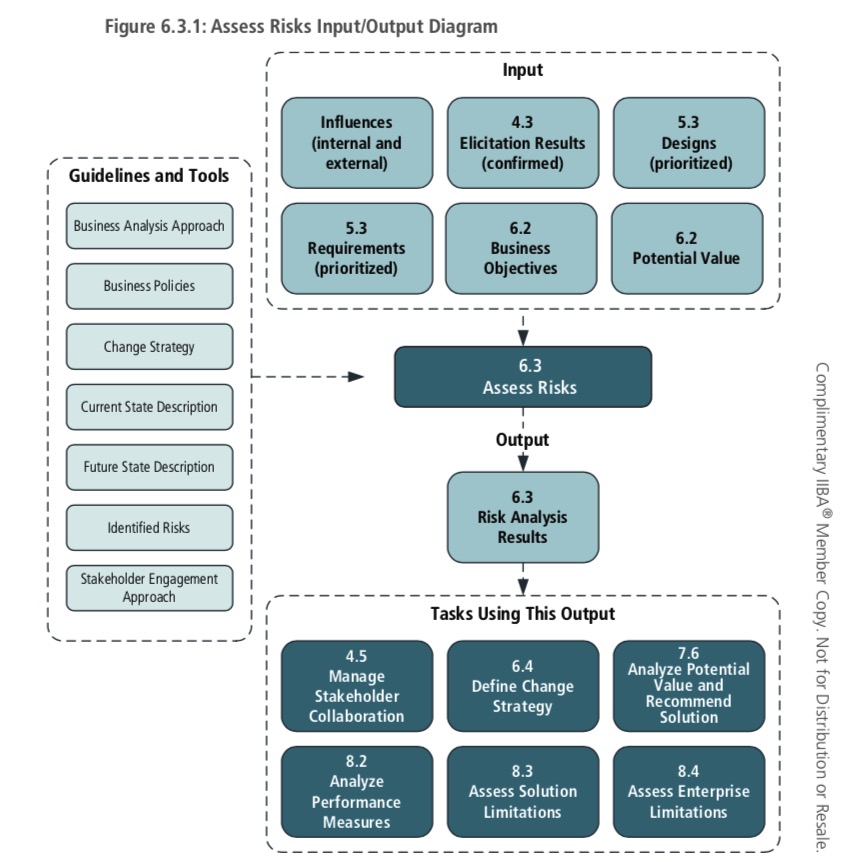 Figure 6.3.1: Assess Risks Input/Output Diagram
Input
Influences
(internal and
external)
4.3
Elicitation Results
(confirmed)
5.3
Designs
(prioritized)
5.3
Requirements
(prioritized)
6.2
Business
Objectives
6.2
Potential Value
Guidelines and Tools
Business Analysis Approach
Business Policies
Change Strategy
Current State Description
Future State Description
Identified Risks
Stakeholder Engagement
Approach
6.3
Assess Risks
Output
6.3
Risk Analysis
Results
Tasks Using This Output
4.5
Manage
Stakeholder
Collaboration
6.4
Define Change
Strategy
7.6
Analyze Potential
Value and
Recommend
Solution
8.2
Analyze
Performance
Measures
8.3
Assess Solution
Limitations
8.4
Assess Enterprise
Limitations
Complimentary IIBA® Member Copy. Not for Distribution or Resale.